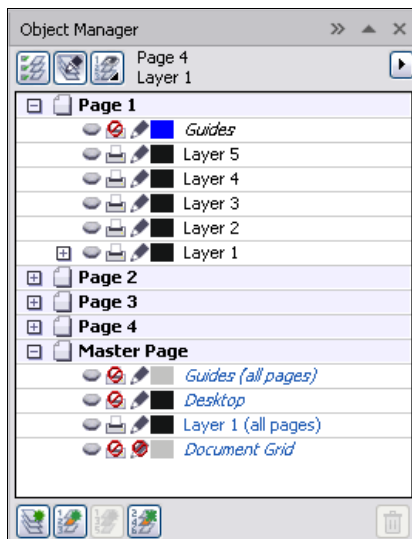 Object Manager
Page 4
Layer 1
Page 1
Guides
Layer 5
Layer 4
Layer 3
Layer 2
Layer 1
Page 2
Page 3
Page 4
Master Page
Guides (all pages)
Desktop
Layer 1 (all pages)
Document Grid